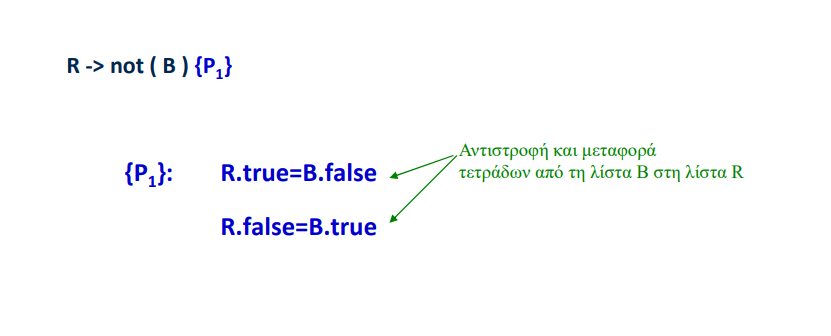 R -> not ( B ) {P1}
Αντιστροφή και μεταφορά
{P1}: R.true=B.false
τετράδων από τη λίστα B στη λίστα R
R.false=B.true